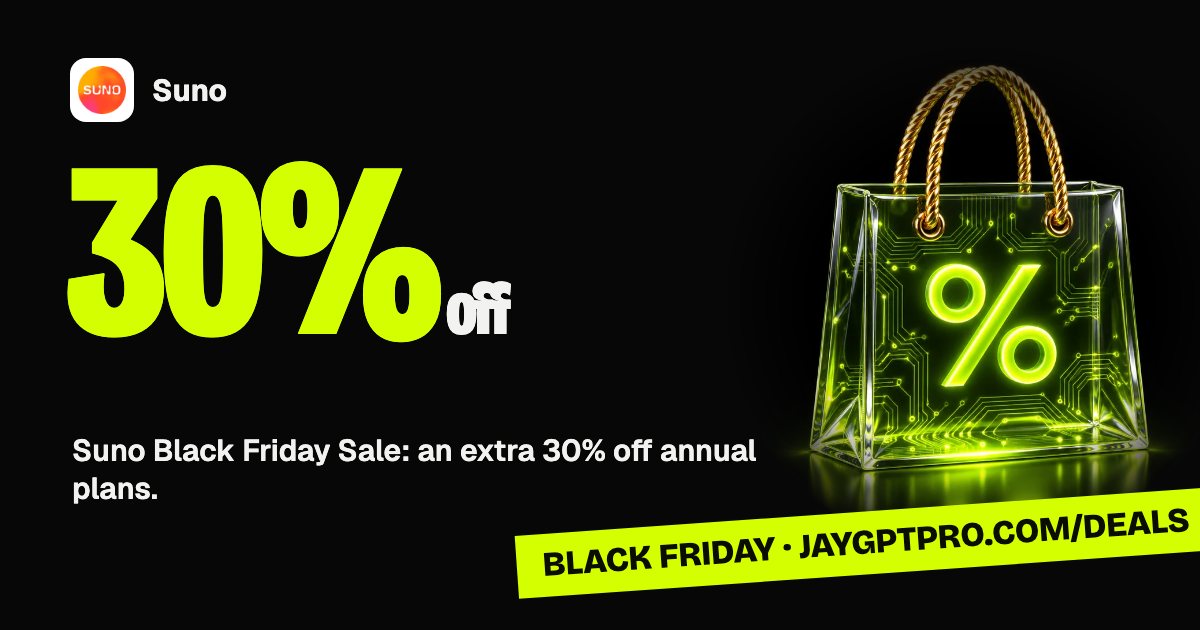 SUNO
Suno
30% off
Suno Black Friday Sale: an extra 30% off annual
plans.
%
BLACK FRIDAY · JAYGPTPRO.COM/DEALS